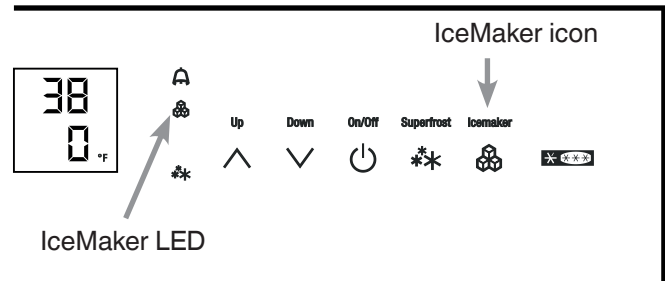 IceMaker icon
38
0 °F
Up Down On/Off Superfrost Icemaker
IceMaker LED